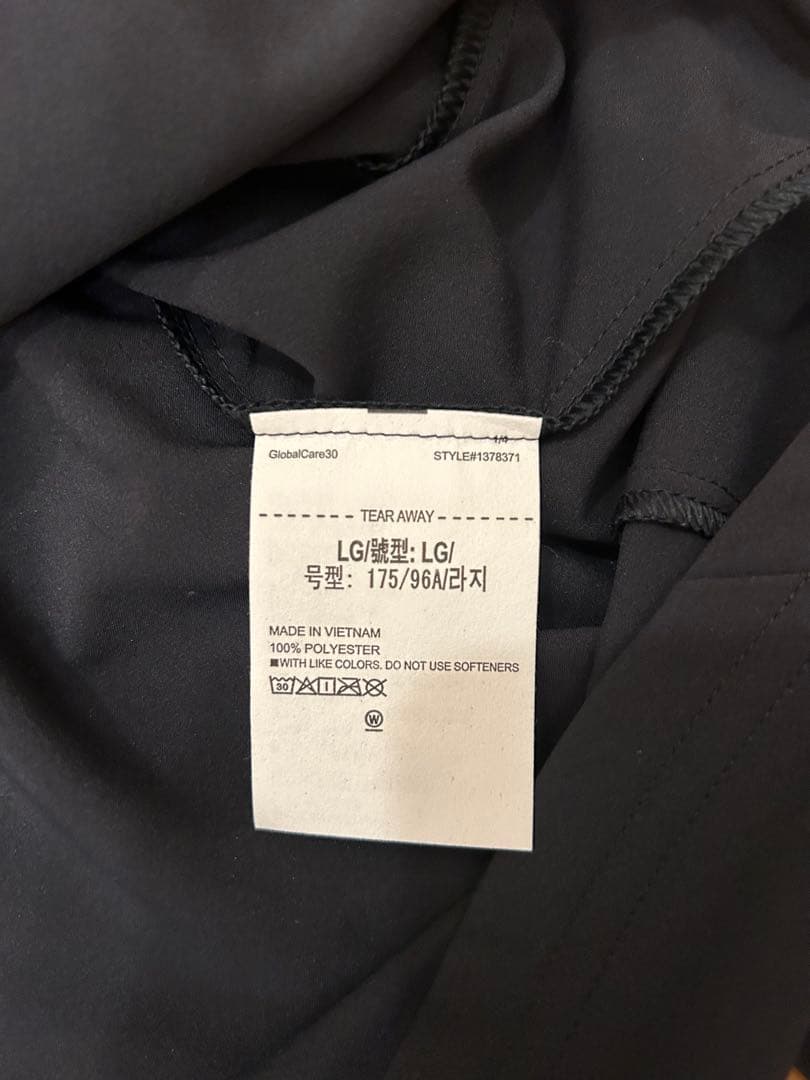 1/4
GlobalCare30 STYLE#1378371
TEAR AWAY
LG/號型: LG/
号型: 175/96A/라지
MADE IN VIETNAM
100% POLYESTER
■WITH LIKE COLORS. DO NOT USE SOFTENERS
30
W